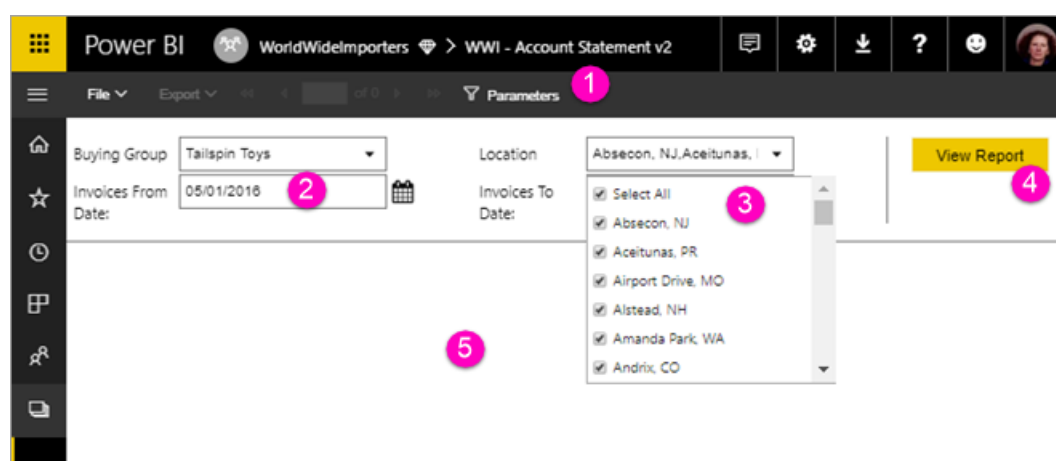 Power BI WorldWideImporters > WWI - Account Statement v2 ?
File Export of 0 Parameters 1
Buying Group Tailspin Toys Location Absecon, NJ,Aceitunas, View Report
Invoices From Date: 05/01/2016 2 Invoices To Date: 4
Select All 3
Absecon, NJ
Aceitunas, PR
Airport Drive, MO
Alstead, NH
Amanda Park, WA
5
Andrix, CO